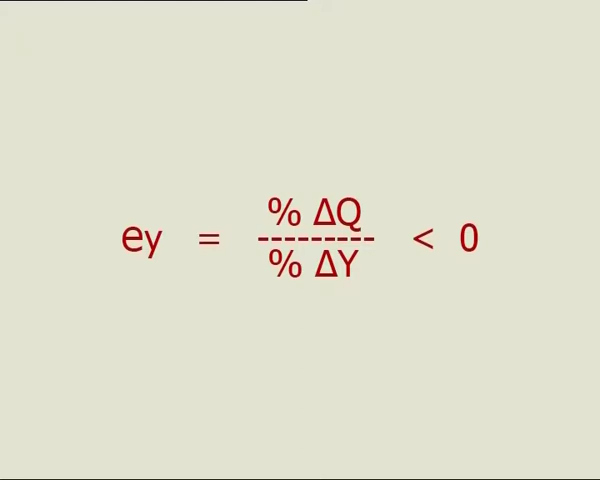 % ΔQ
ey = ---------- < 0
% ΔY